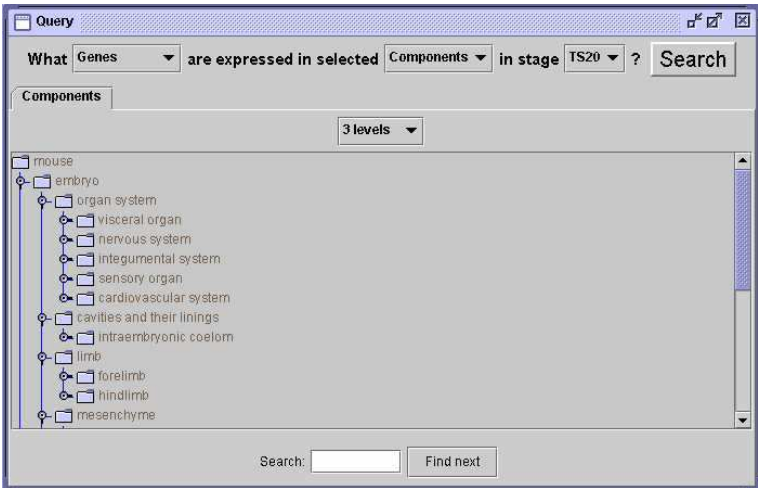 Query
What Genes are expressed in selected Components in stage TS20 ? Search
Components
3 levels
mouse
embryo
organ system
visceral organ
nervous system
integumental system
sensory organ
cardiovascular system
cavities and their linings
intraembryonic coelom
limb
forelimb
hindlimb
mesenchyme
Search: Find next